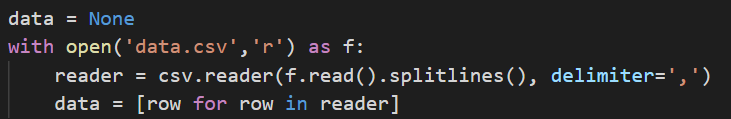 data = None
with open('data.csv','r') as f:
    reader = csv.reader(f.read().splitlines(), delimiter=',')
    data = [row for row in reader]